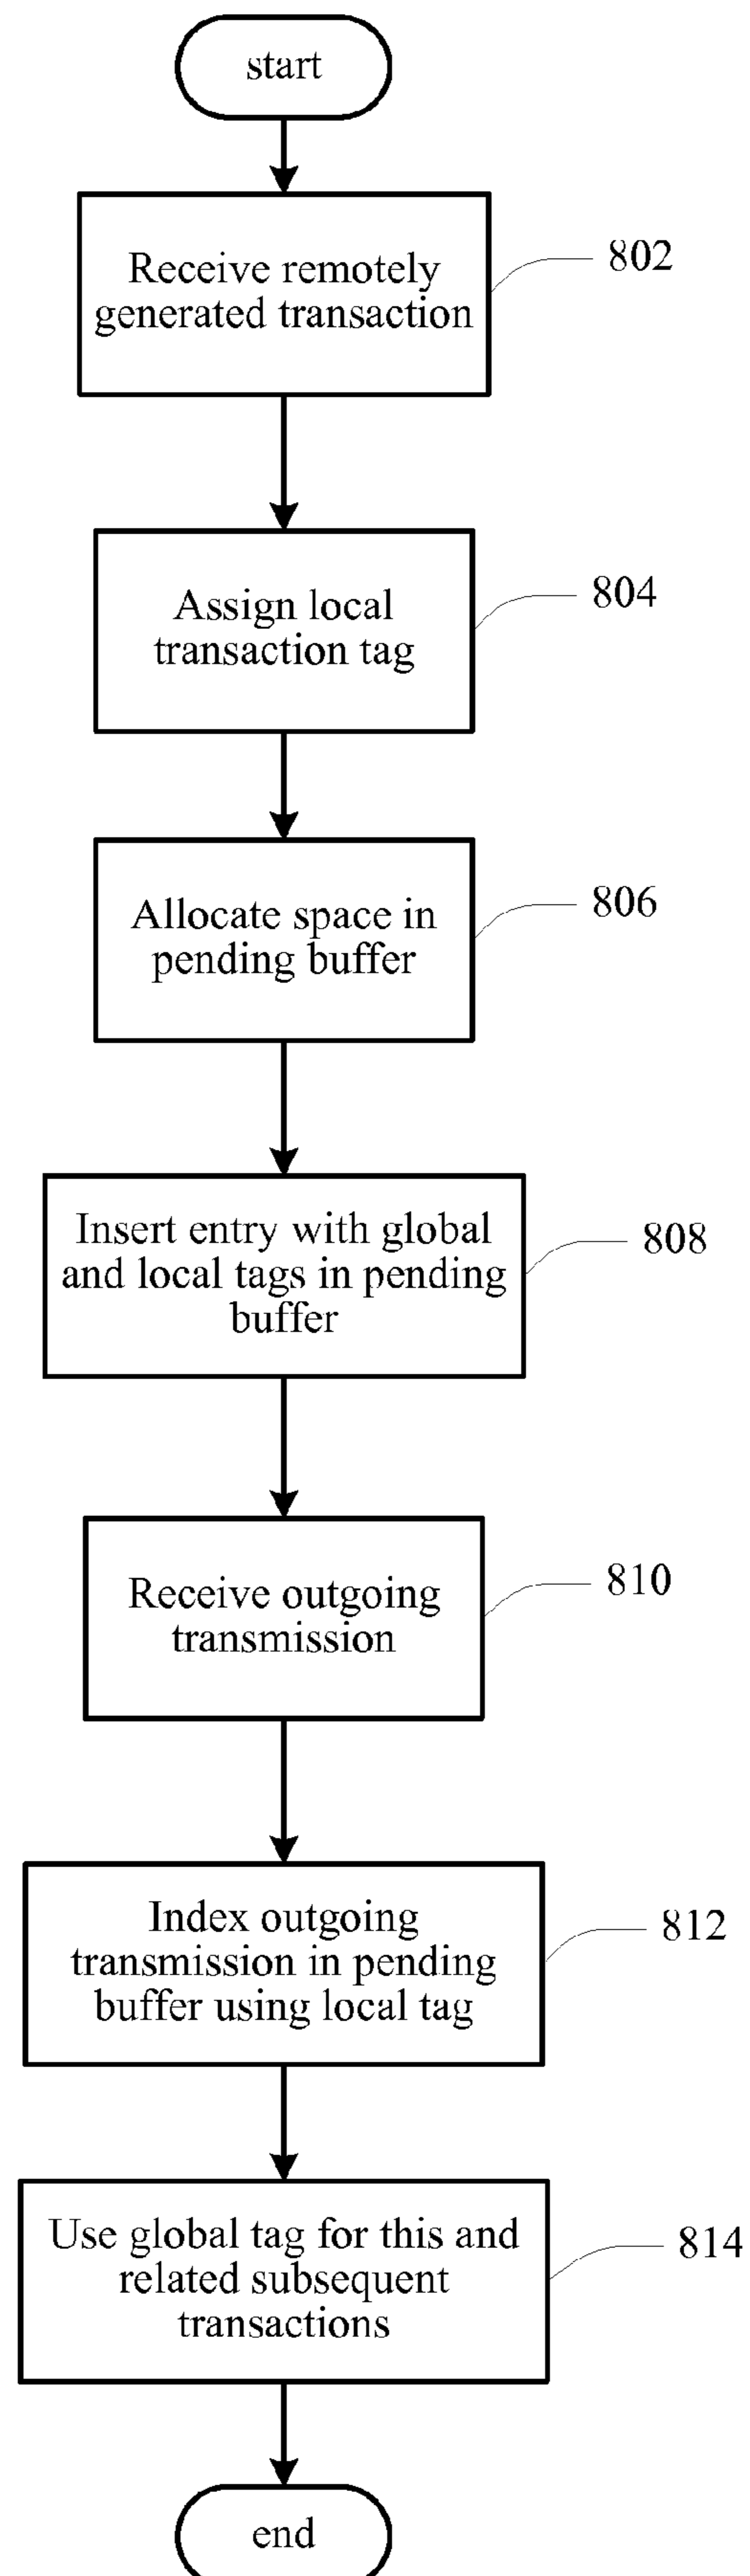 start
Receive remotely
generated transaction
802
Assign local
transaction tag
804
Allocate space in
pending buffer
806
Insert entry with global
and local tags in pending
buffer
808
Receive outgoing
transmission
810
Index outgoing
transmission in pending
buffer using local tag
812
Use global tag for this and
related subsequent
transactions
814
end